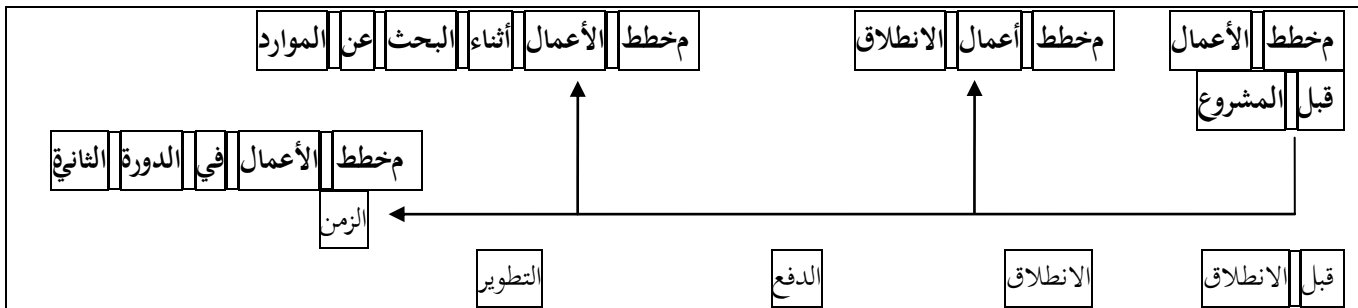 مخطط الأعمال
قبل المشروع
مخطط أعمال الانطلاق
مخطط الأعمال أثناء البحث عن الموارد
مخطط الأعمال في الدورة الثانية
الزمن
قبل الانطلاق
الانطلاق
الدفع
التطوير